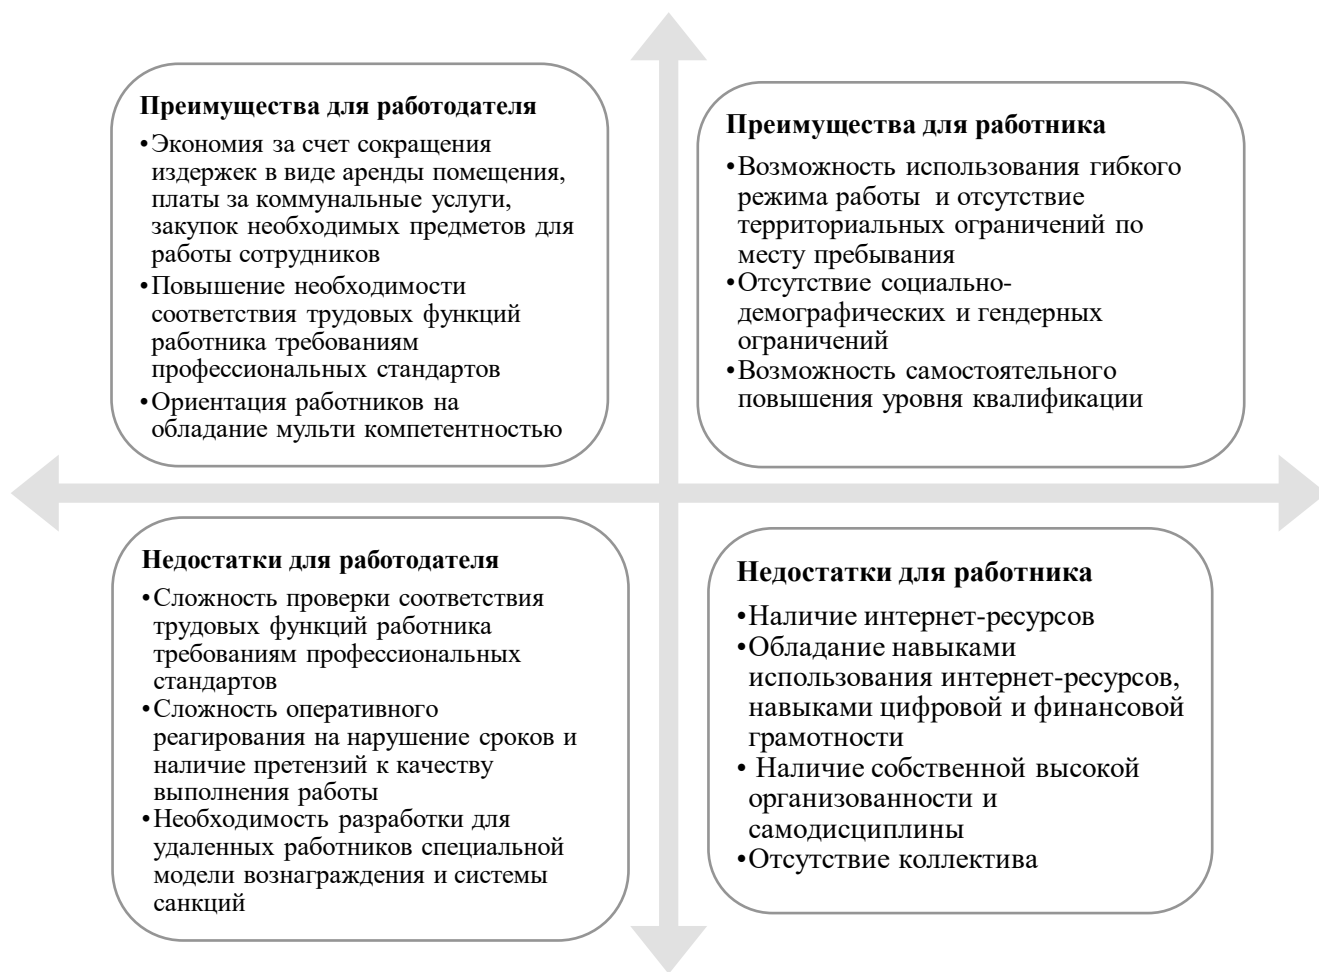 Преимущества для работодателя
•Экономия за счет сокращения
издержек в виде аренды помещения,
платы за коммунальные услуги,
закупок необходимых предметов для
работы сотрудников
•Повышение необходимости
соответствия трудовых функций
работника требованиям
профессиональных стандартов
•Ориентация работников на
обладание мульти компетентностью
Преимущества для работника
•Возможность использования гибкого
режима работы и отсутствие
территориальных ограничений по
месту пребывания
•Отсутствие социально-
демографических и гендерных
ограничений
•Возможность самостоятельного
повышения уровня квалификации
Недостатки для работодателя
•Сложность проверки соответствия
трудовых функций работника
требованиям профессиональных
стандартов
•Сложность оперативного
реагирования на нарушение сроков и
наличие претензий к качеству
выполнения работы
•Необходимость разработки для
удаленных работников специальной
модели вознаграждения и системы
санкций
Недостатки для работника
•Наличие интернет-ресурсов
•Обладание навыками
использования интернет-ресурсов,
навыками цифровой и финансовой
грамотности
• Наличие собственной высокой
организованности и
самодисциплины
•Отсутствие коллектива